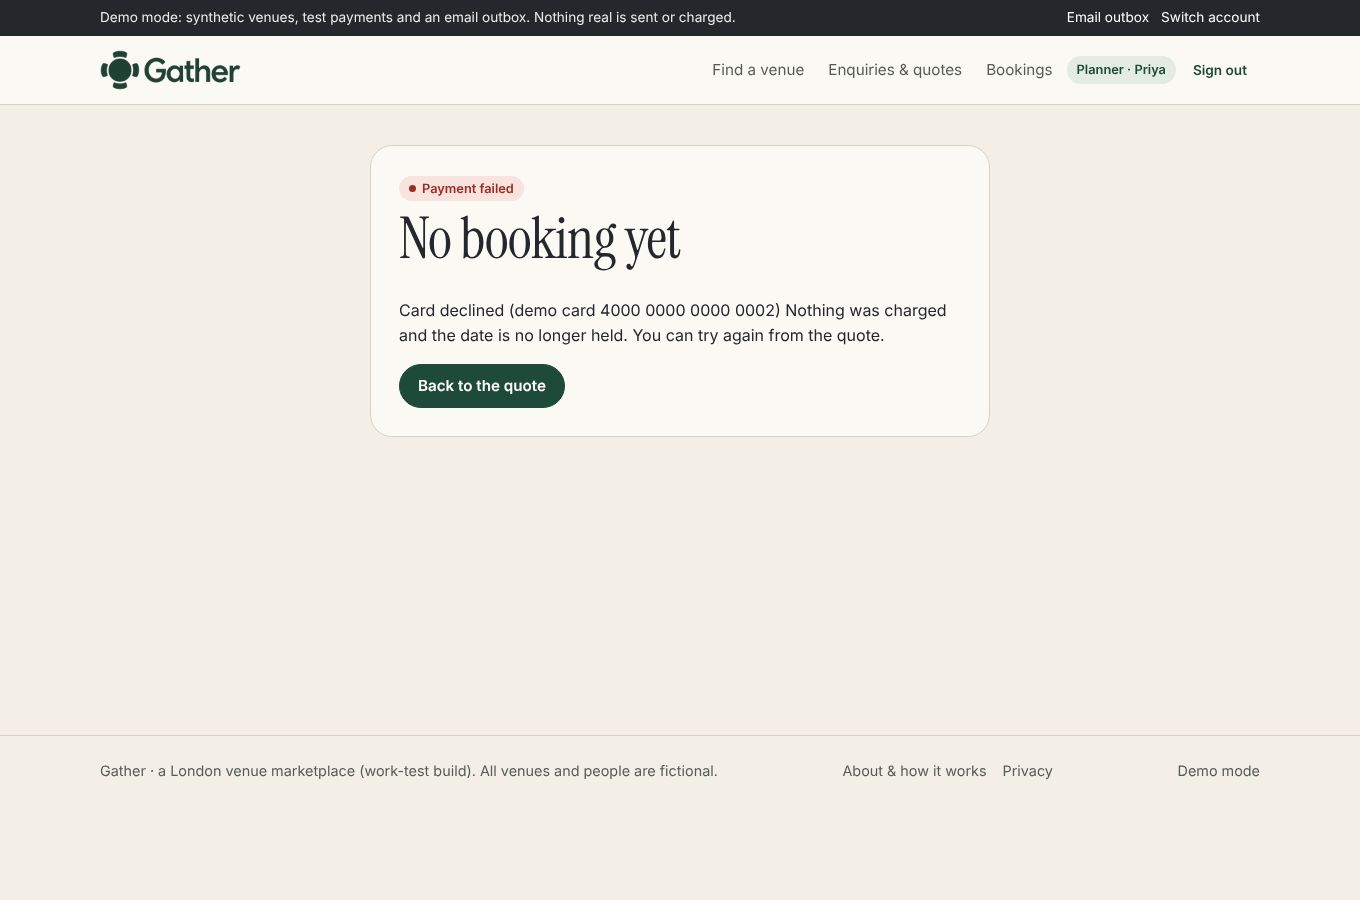 Demo mode: synthetic venues, test payments and an email outbox. Nothing real is sent or charged.
Email outbox Switch account
Gather
Find a venue Enquiries & quotes Bookings Planner · Priya Sign out
Payment failed
No booking yet
Card declined (demo card 4000 0000 0000 0002) Nothing was charged
and the date is no longer held. You can try again from the quote.
Back to the quote
Gather · a London venue marketplace (work-test build). All venues and people are fictional.
About & how it works Privacy
Demo mode